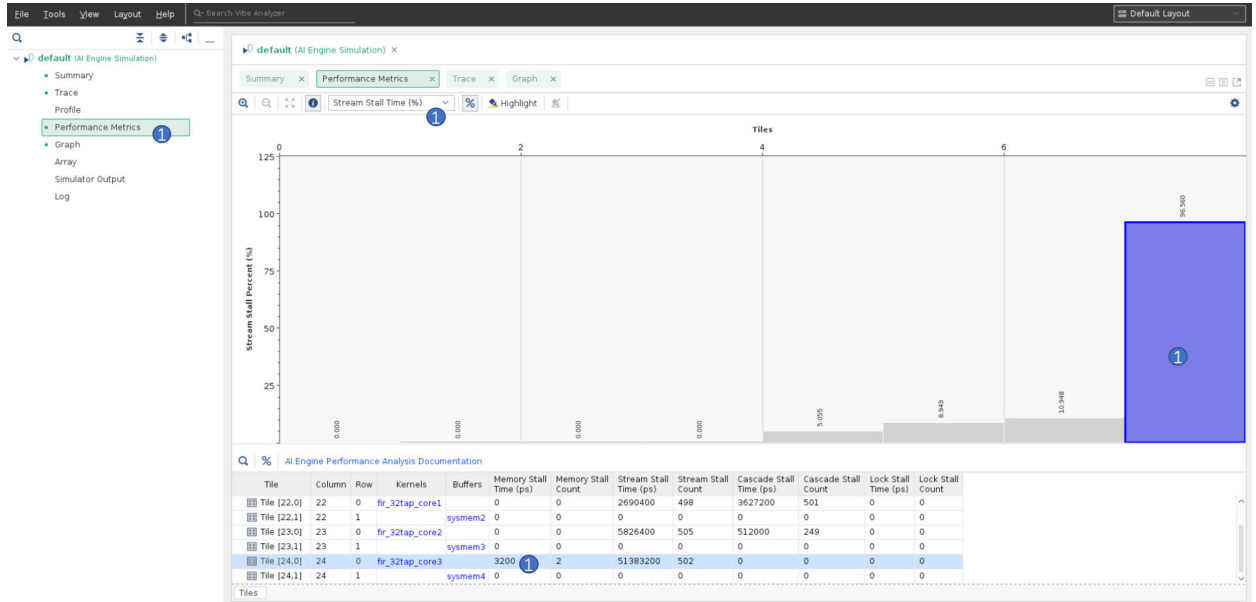 File Tools View Layout Help Q- Search Vitis Analyzer Default Layout
default (AI Engine Simulation)
Summary
Trace
Profile
Performance Metrics 1
Graph
Array
Simulator Output
Log
default (AI Engine Simulation) ×
Summary × Performance Metrics × Trace × Graph ×
Stream Stall Time (%) % Highlight
1
Tiles
0 2 4 6
125
100
75
50
25
Stream Stall Percent (%)
0.000 0.000 0.000 0.000 5.055 8.949 10.948 96.560
1
% AI Engine Performance Analysis Documentation
Tile Column Row Kernels Buffers Memory Stall Time (ps) Memory Stall Count Stream Stall Time (ps) Stream Stall Count Cascade Stall Time (ps) Cascade Stall Count Lock Stall Time (ps) Lock Stall Count
Tile [22,0] 22 0 fir_32tap_core1 0 0 2690400 498 3627200 501 0 0
Tile [22,1] 22 1 sysmem2 0 0 0 0 0 0 0 0
Tile [23,0] 23 0 fir_32tap_core2 0 0 5826400 505 512000 249 0 0
Tile [23,1] 23 1 sysmem3 0 0 0 0 0 0 0 0
Tile [24,0] 24 0 fir_32tap_core3 3200 1 2 51383200 502 0 0 0 0
Tile [24,1] 24 1 sysmem4 0 0 0 0 0 0 0 0
Tiles